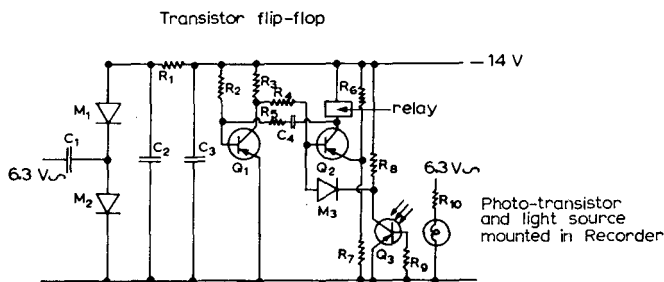 Transistor flip-flop
– 14 V
R1
R2
R3
R4
R5
R6
relay
M1
C1
C2
C3
C4
Q1
Q2
R8
6.3 V~
6.3 V~
M2
M3
R10
Photo-transistor
and light source
mounted in Recorder
R7
Q3
R9